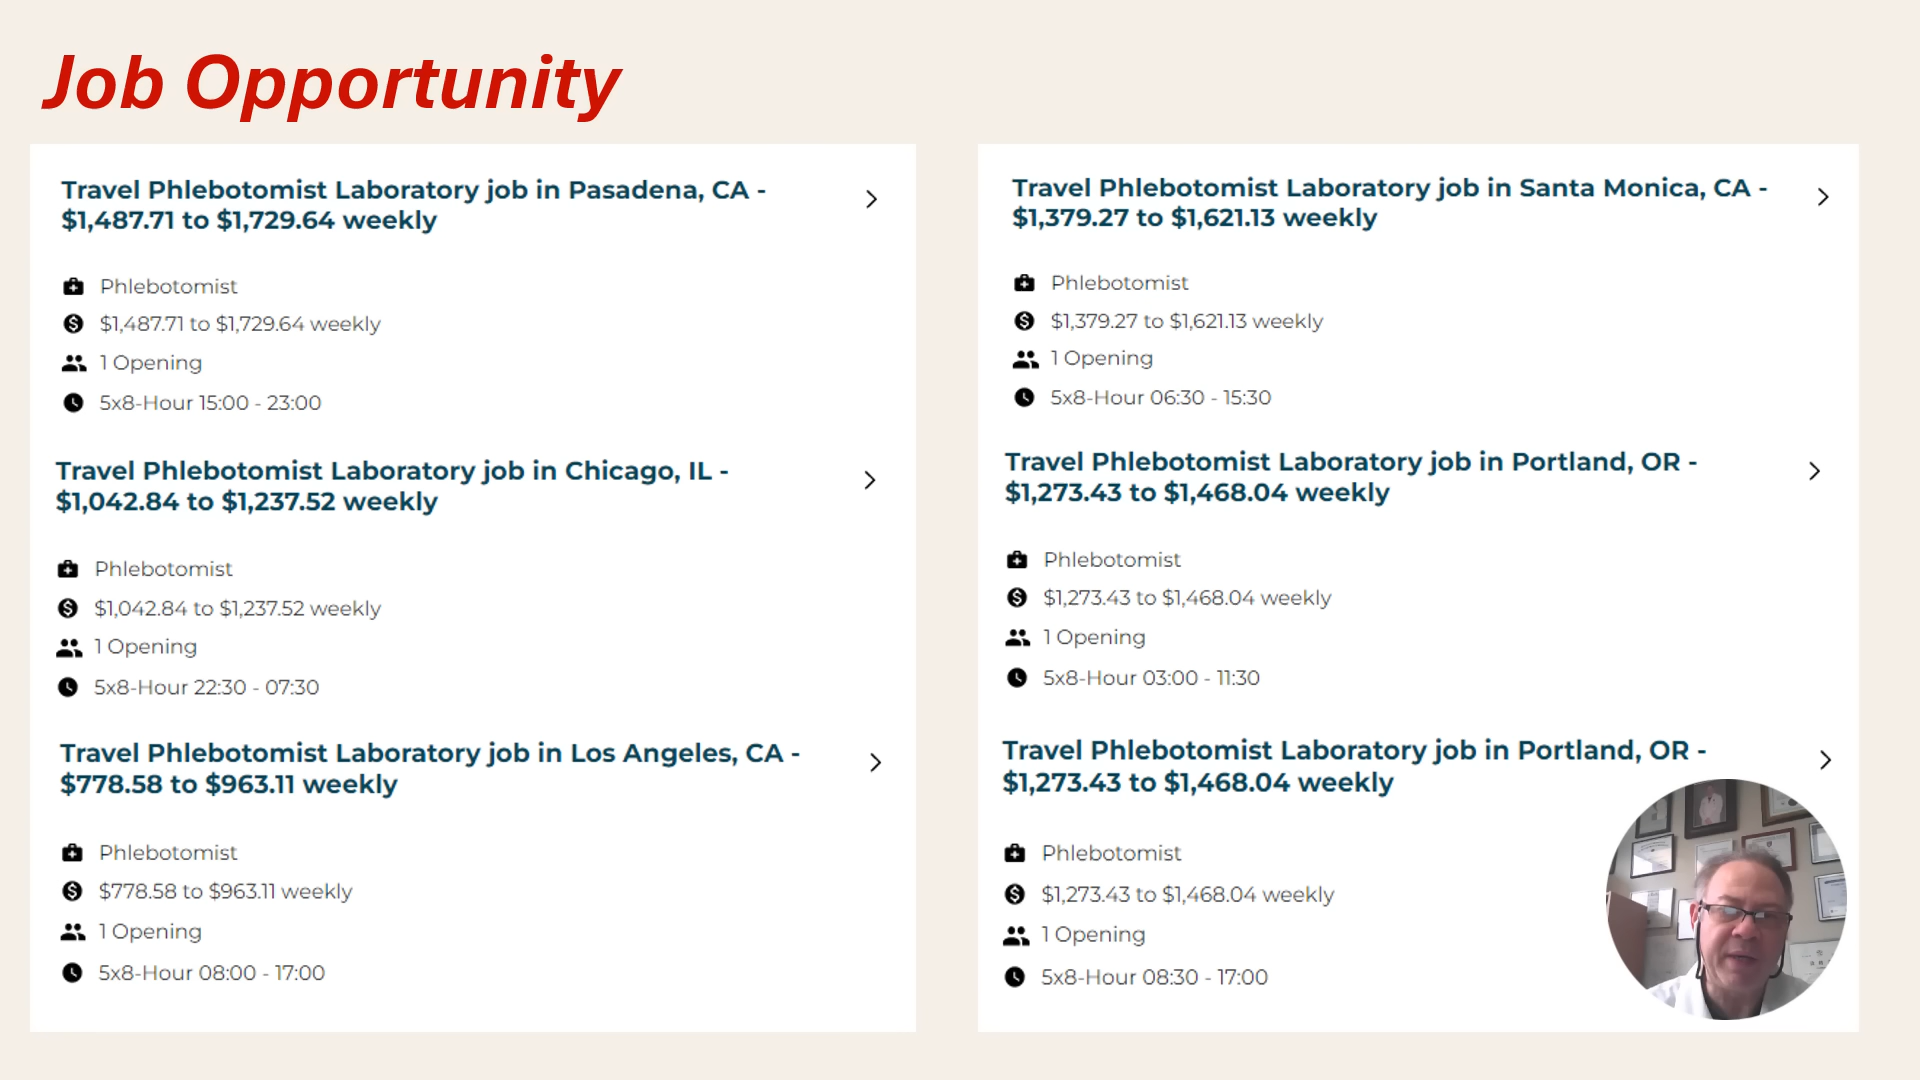 Job Opportunity
Travel Phlebotomist Laboratory job in Pasadena, CA -
$1,487.71 to $1,729.64 weekly
Phlebotomist
$1,487.71 to $1,729.64 weekly
1 Opening
5x8-Hour 15:00 - 23:00
Travel Phlebotomist Laboratory job in Chicago, IL -
$1,042.84 to $1,237.52 weekly
Phlebotomist
$1,042.84 to $1,237.52 weekly
1 Opening
5x8-Hour 22:30 - 07:30
Travel Phlebotomist Laboratory job in Los Angeles, CA -
$778.58 to $963.11 weekly
Phlebotomist
$778.58 to $963.11 weekly
1 Opening
5x8-Hour 08:00 - 17:00
Travel Phlebotomist Laboratory job in Santa Monica, CA -
$1,379.27 to $1,621.13 weekly
Phlebotomist
$1,379.27 to $1,621.13 weekly
1 Opening
5x8-Hour 06:30 - 15:30
Travel Phlebotomist Laboratory job in Portland, OR -
$1,273.43 to $1,468.04 weekly
Phlebotomist
$1,273.43 to $1,468.04 weekly
1 Opening
5x8-Hour 03:00 - 11:30
Travel Phlebotomist Laboratory job in Portland, OR -
$1,273.43 to $1,468.04 weekly
Phlebotomist
$1,273.43 to $1,468.04 weekly
1 Opening
5x8-Hour 08:30 - 17:00